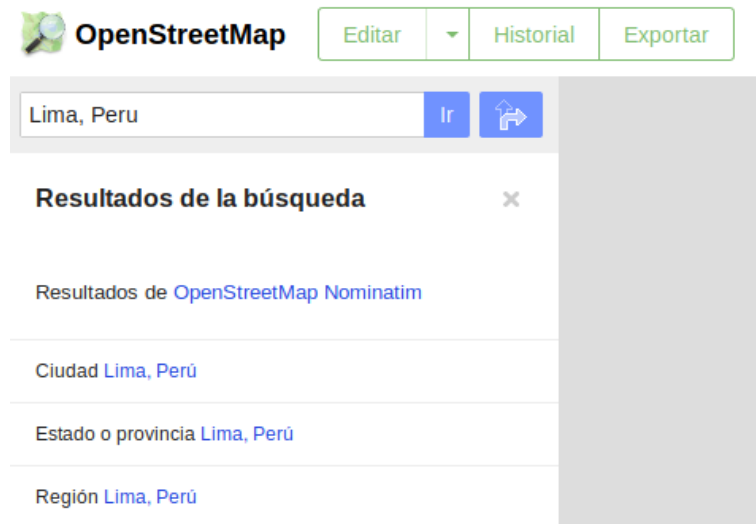 OpenStreetMap Editar Historial Exportar
Lima, Peru Ir
Resultados de la búsqueda ×
Resultados de OpenStreetMap Nominatim
Ciudad Lima, Perú
Estado o provincia Lima, Perú
Región Lima, Perú